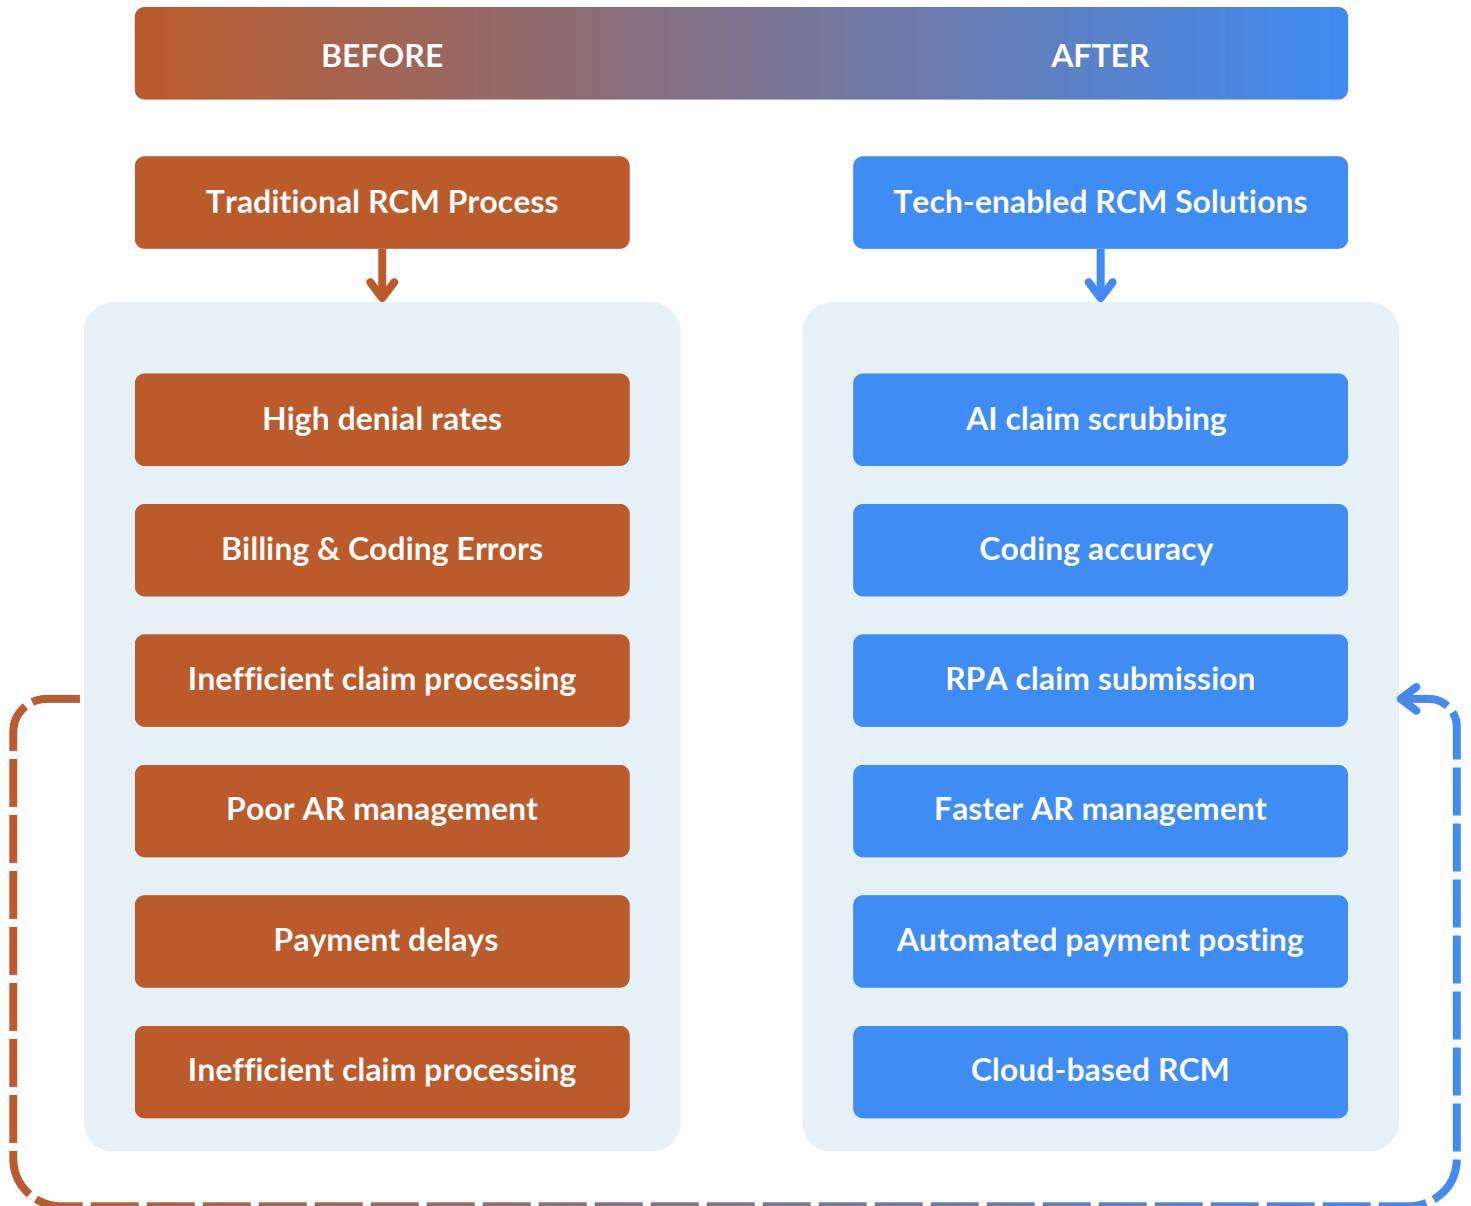 BEFORE
AFTER
Traditional RCM Process
High denial rates
Billing & Coding Errors
Inefficient claim processing
Poor AR management
Payment delays
Inefficient claim processing
Tech-enabled RCM Solutions
AI claim scrubbing
Coding accuracy
RPA claim submission
Faster AR management
Automated payment posting
Cloud-based RCM